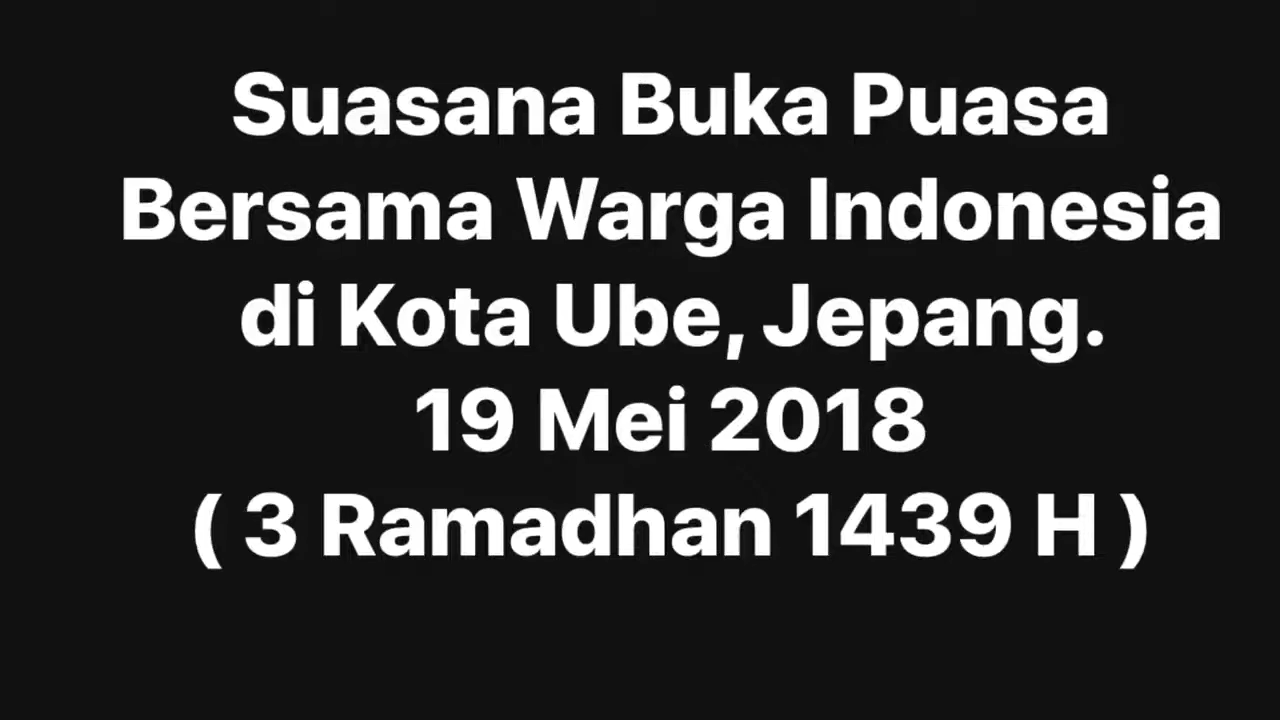 Suasana Buka Puasa
Bersama Warga Indonesia
di Kota Ube, Jepang.
19 Mei 2018
( 3 Ramadhan 1439 H )